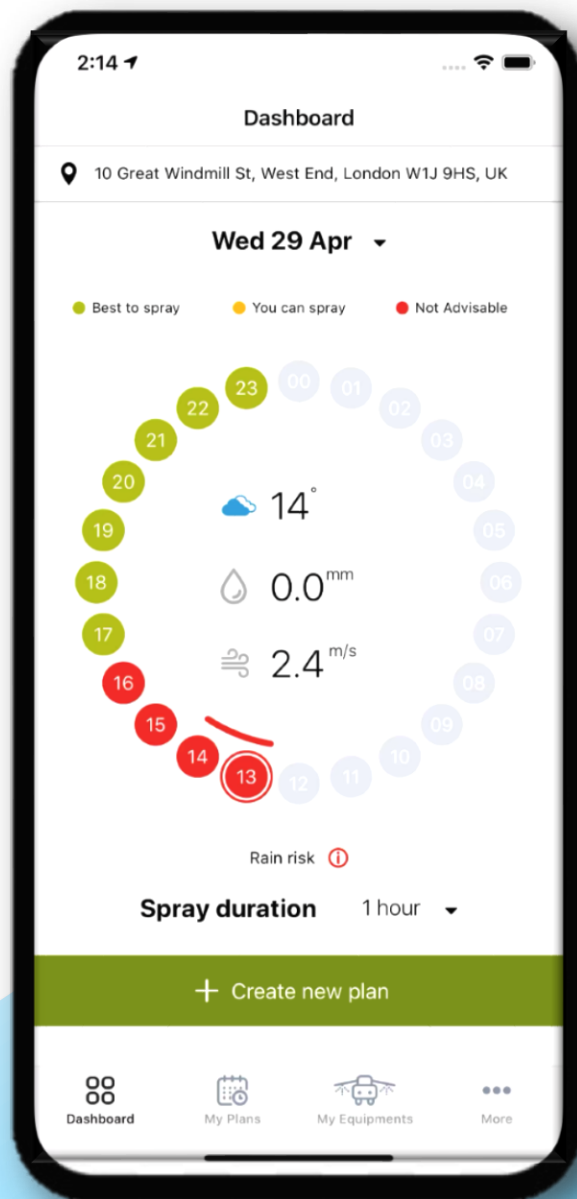 2:14
Dashboard
10 Great Windmill St, West End, London W1J 9HS, UK
Wed 29 Apr
Best to spray You can spray Not Advisable
23 00 01
22 02
21 03
20 04
19 05
18 06
17 07
16 08
15 09
14 10
13 12 11
14°
0.0 mm
2.4 m/s
Rain risk
Spray duration 1 hour
+ Create new plan
Dashboard My Plans My Equipments More